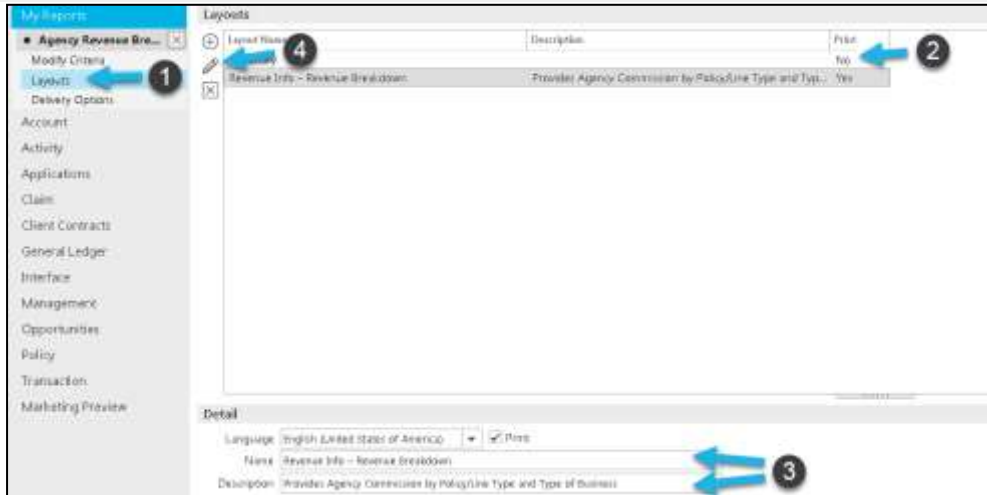 My Reports
Agency Revenue Bre...
Modify Criteria
Layouts
Delivery Options
Account
Activity
Applications
Claim
Client Contracts
General Ledger
Interface
Management
Opportunities
Policy
Transaction
Marketing Preview
1
Layouts
Layout Name Description Print
No
Revenue Info - Revenue Breakdown Provides Agency Commission by Policy/Line Type and Typ... Yes
4
2
Detail
Language English (United States of America) Print
Name Revenue Info - Revenue Breakdown
Description Provides Agency Commission by Policy/Line Type and Type of Business
3